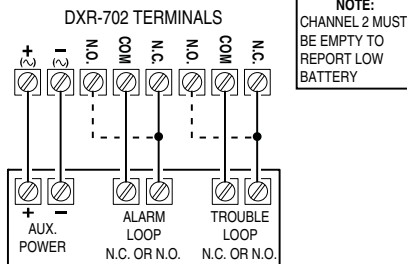 DXR-702 TERMINALS
NOTE:
CHANNEL 2 MUST
BE EMPTY TO
REPORT LOW
BATTERY
+ − N.O. COM N.C. N.O. COM N.C.
(~) (~)
+ −
AUX.
POWER
ALARM
LOOP
N.C. OR N.O.
TROUBLE
LOOP
N.C. OR N.O.